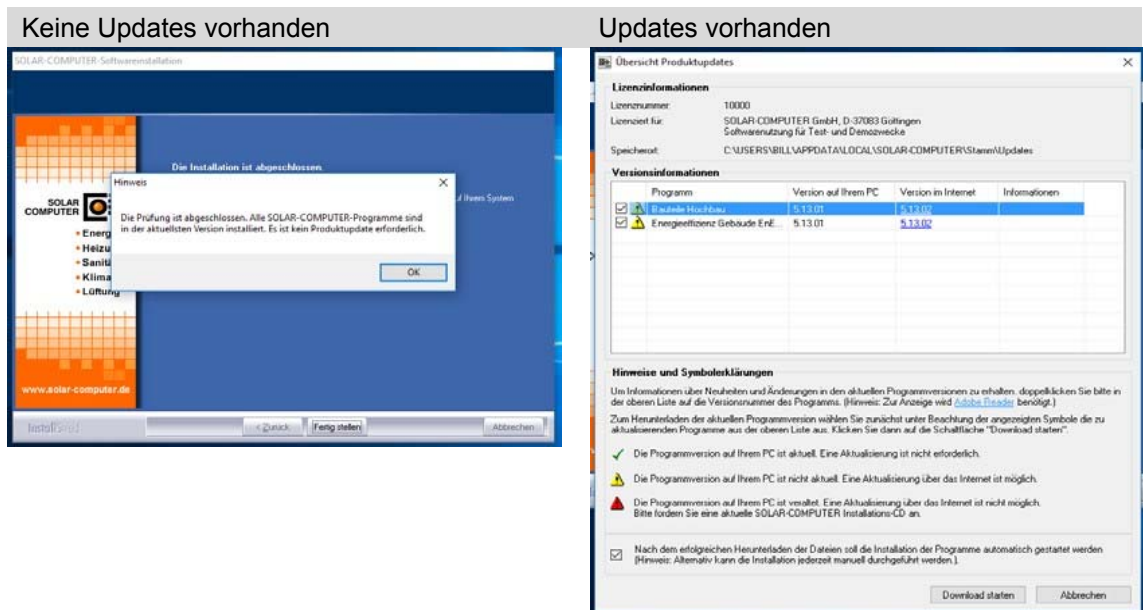 Keine Updates vorhanden
Updates vorhanden
SOLAR-COMPUTER-Softwareinstallation
Die Installation ist abgeschlossen.
Hinweis
auf Ihrem System
Die Prüfung ist abgeschlossen. Alle SOLAR-COMPUTER-Programme sind
in der aktuellsten Version installiert. Es ist kein Produktupdate erforderlich.
OK
SOLAR
COMPUTER
Energ
Heizu
Sanitä
Klima
Lüftung
www.solar-computer.de
InstallShield
< Zurück
Fertig stellen
Abbrechen
Übersicht Produktupdates
Lizenzinformationen
Lizenznummer: 10000
Lizenziert für: SOLAR-COMPUTER GmbH, D-37083 Göttingen
Softwarenutzung für Test- und Demozwecke
Speicherort: C:\USERS\BILL\APPDATA\LOCAL\SOLAR-COMPUTER\Stamm\Updates
Versionsinformationen
Programm Version auf Ihrem PC Version im Internet Informationen
Bauteile Hochbau 5.13.01 5.13.02
Energieeffizienz Gebäude EnE... 5.13.01 5.13.02
Hinweise und Symbolerklärungen
Um Informationen über Neuheiten und Änderungen in den aktuellen Programmversionen zu erhalten, doppelklicken Sie bitte in
der oberen Liste auf die Versionsnummer des Programms. (Hinweis: Zur Anzeige wird Adobe Reader benötigt.)
Zum Herunterladen der aktuellen Programmversion wählen Sie zunächst unter Beachtung der angezeigten Symbole die zu
aktualisierenden Programme aus der oberen Liste aus. Klicken Sie dann auf die Schaltfläche "Download starten".
Die Programmversion auf Ihrem PC ist aktuell. Eine Aktualisierung ist nicht erforderlich.
Die Programmversion auf Ihrem PC ist nicht aktuell. Eine Aktualisierung über das Internet ist möglich.
Die Programmversion auf Ihrem PC ist veraltet. Eine Aktualisierung über das Internet ist nicht möglich.
Bitte fordern Sie eine aktuelle SOLAR-COMPUTER Installations-CD an.
Nach dem erfolgreichen Herunterladen der Dateien soll die Installation der Programme automatisch gestartet werden
(Hinweis: Alternativ kann die Installation jederzeit manuell durchgeführt werden.).
Download starten
Abbrechen